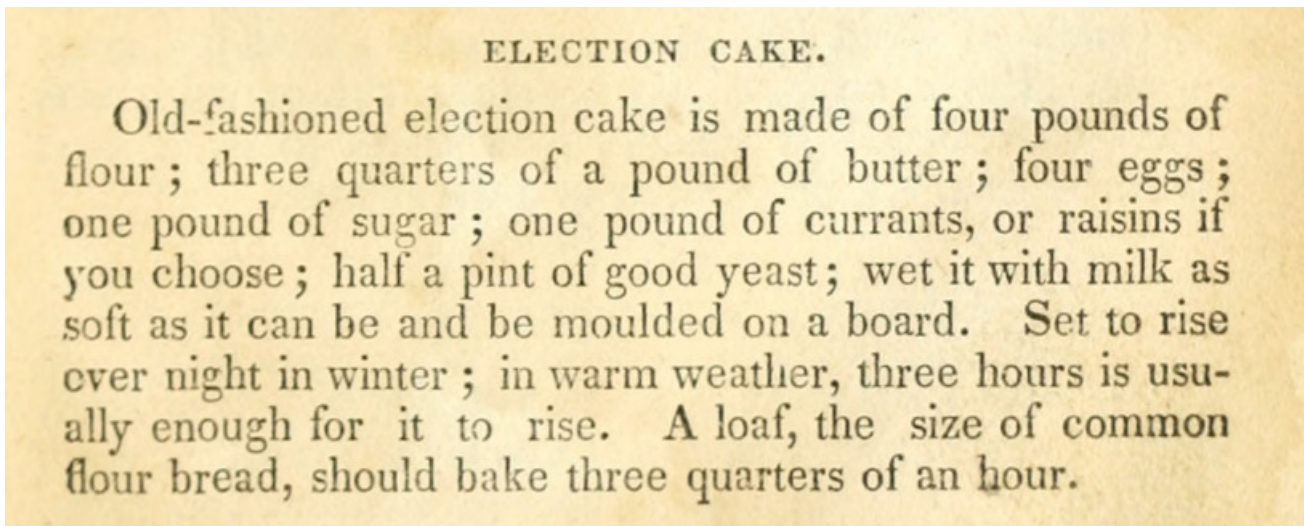 ELECTION CAKE.
Old-fashioned election cake is made of four pounds of
flour ; three quarters of a pound of butter ; four eggs ;
one pound of sugar ; one pound of currants, or raisins if
you choose ; half a pint of good yeast ; wet it with milk as
soft as it can be and be moulded on a board. Set to rise
over night in winter ; in warm weather, three hours is usu-
ally enough for it to rise. A loaf, the size of common
flour bread, should bake three quarters of an hour.